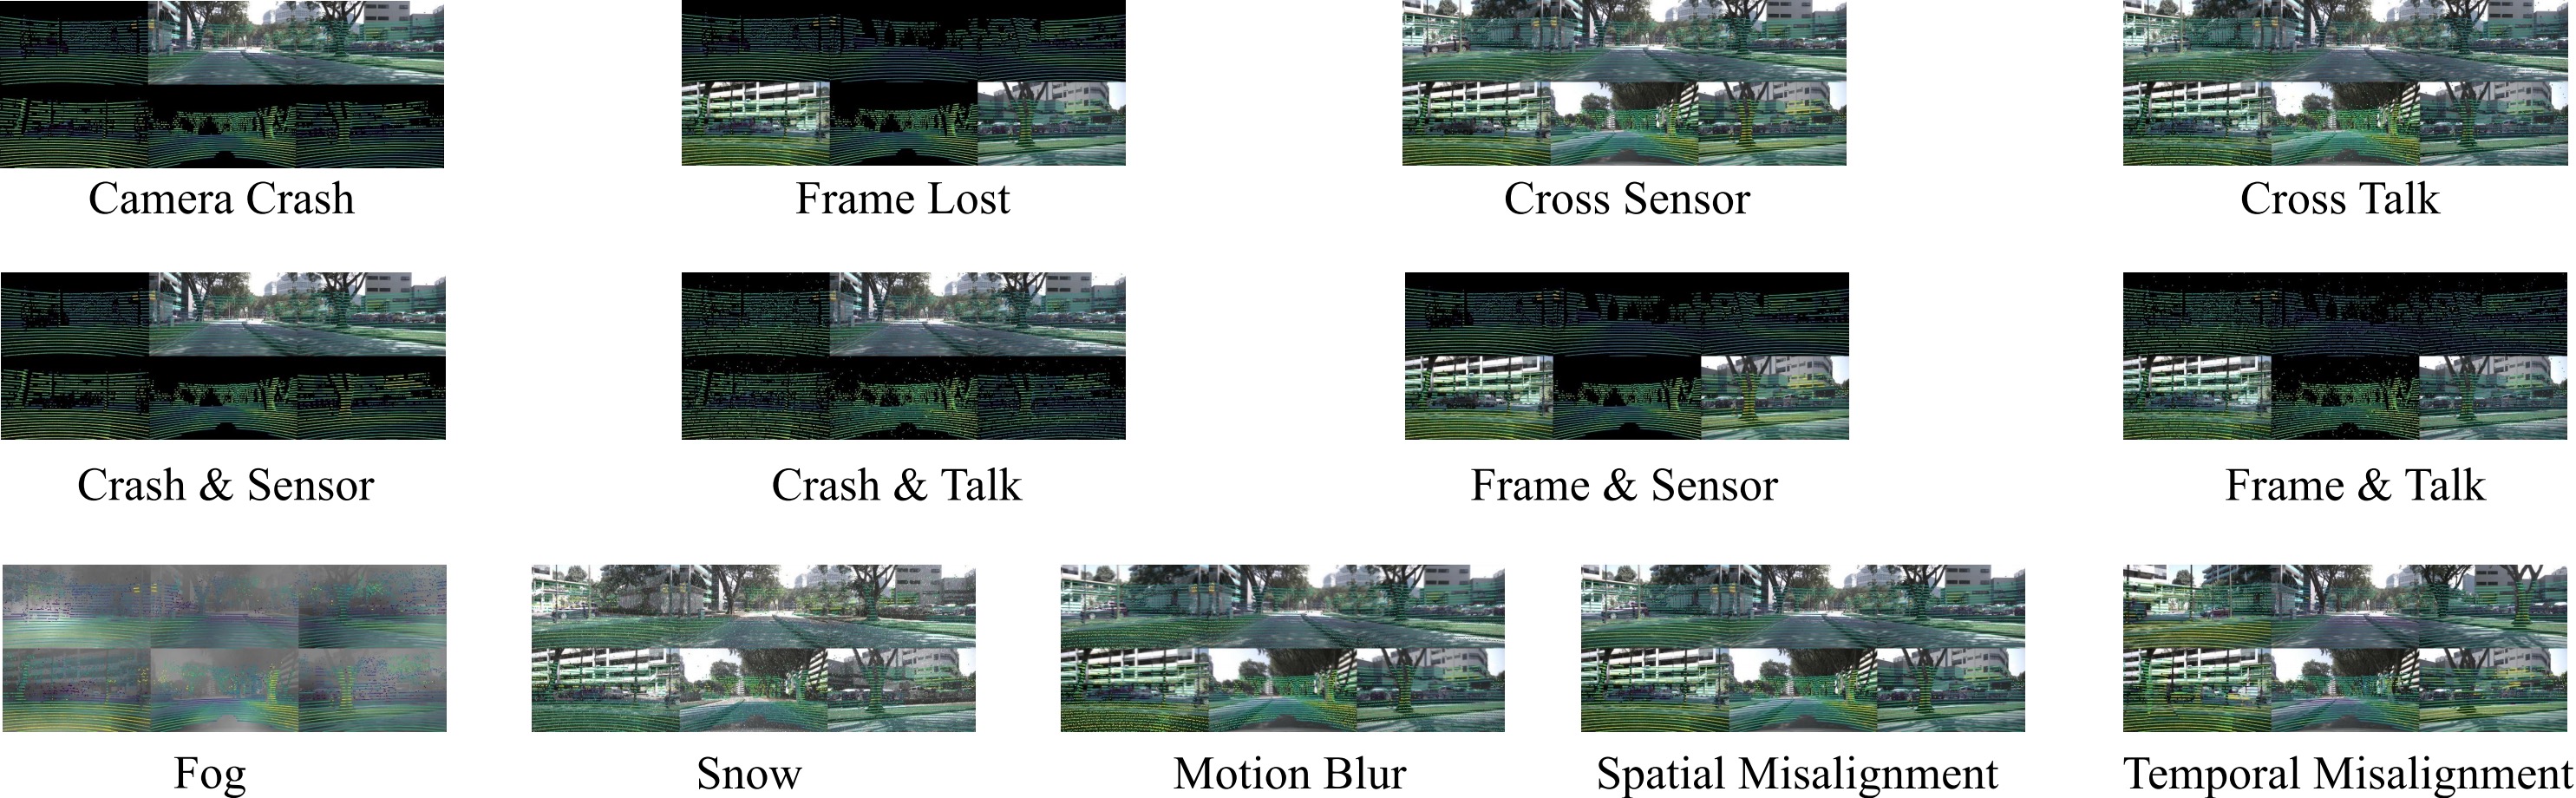 Camera Crash
Frame Lost
Cross Sensor
Cross Talk
Crash & Sensor
Crash & Talk
Frame & Sensor
Frame & Talk
Fog
Snow
Motion Blur
Spatial Misalignment
Temporal Misalignment